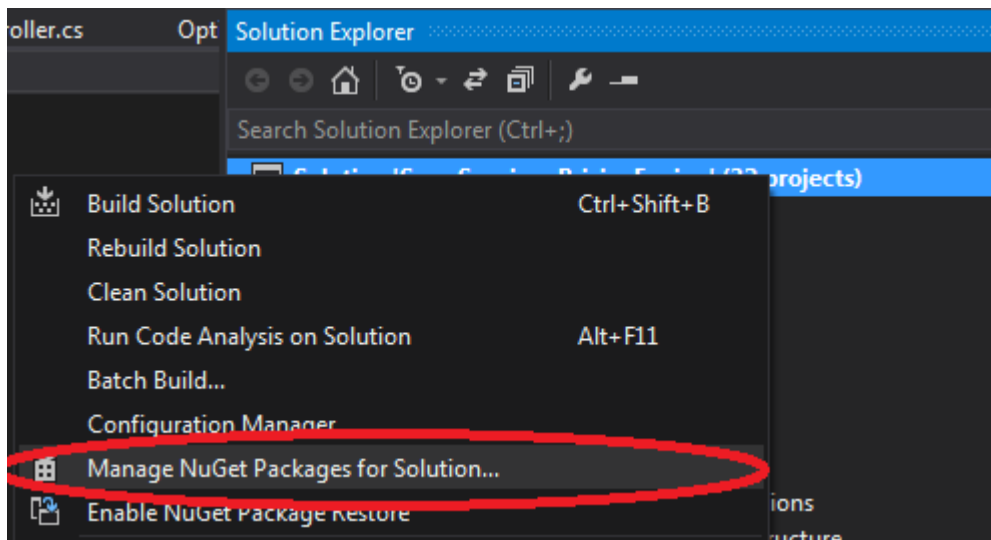 roller.cs Opt Solution Explorer
Search Solution Explorer (Ctrl+;)
projects)
Build Solution Ctrl+Shift+B
Rebuild Solution
Clean Solution
Run Code Analysis on Solution Alt+F11
Batch Build...
Configuration Manager
Manage NuGet Packages for Solution...
ions
Enable NuGet Package Restore
ucture